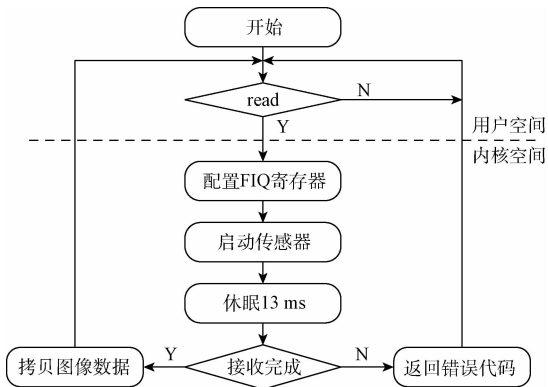 开始
read
N
用户空间
Y
内核空间
配置FIQ寄存器
启动传感器
休眠13 ms
拷贝图像数据
Y
接收完成
N
返回错误代码